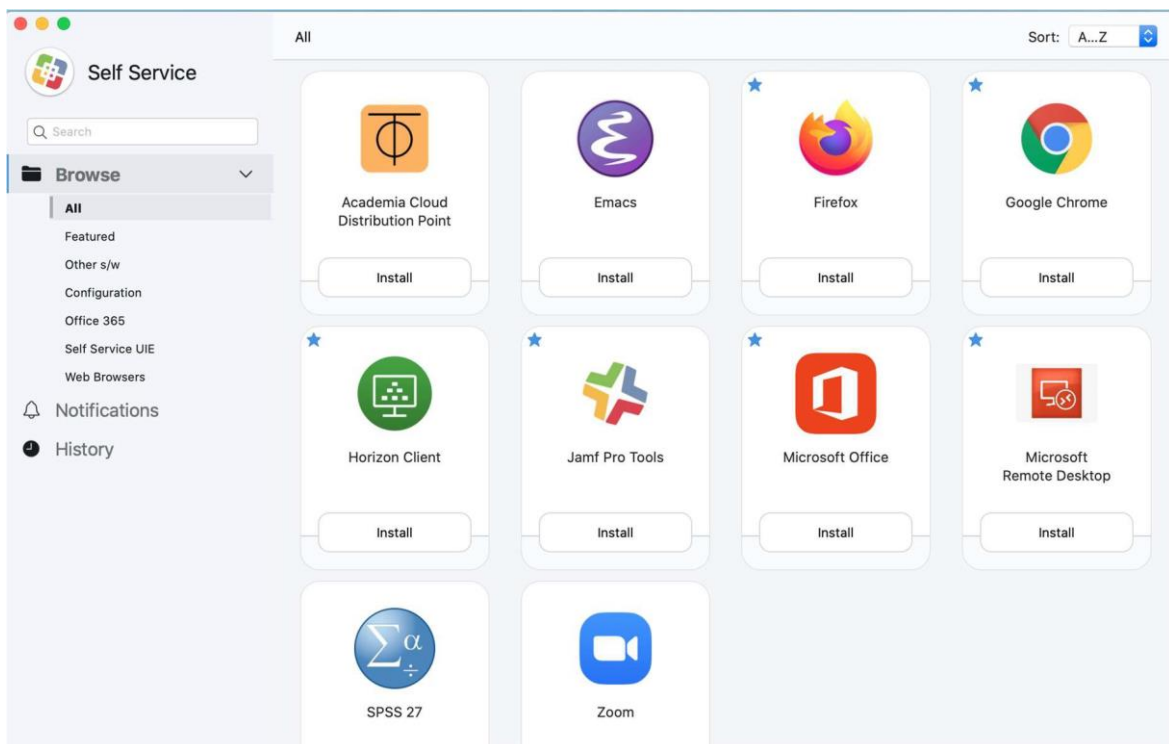 All
Sort: A...Z
Self Service
Search
Browse
All
Featured
Other s/w
Configuration
Office 365
Self Service UIE
Web Browsers
Notifications
History
Academia Cloud
Distribution Point
Install
Emacs
Install
Firefox
Install
Google Chrome
Install
Horizon Client
Install
Jamf Pro Tools
Install
Microsoft Office
Install
Microsoft
Remote Desktop
Install
Σ α ÷
SPSS 27
Zoom